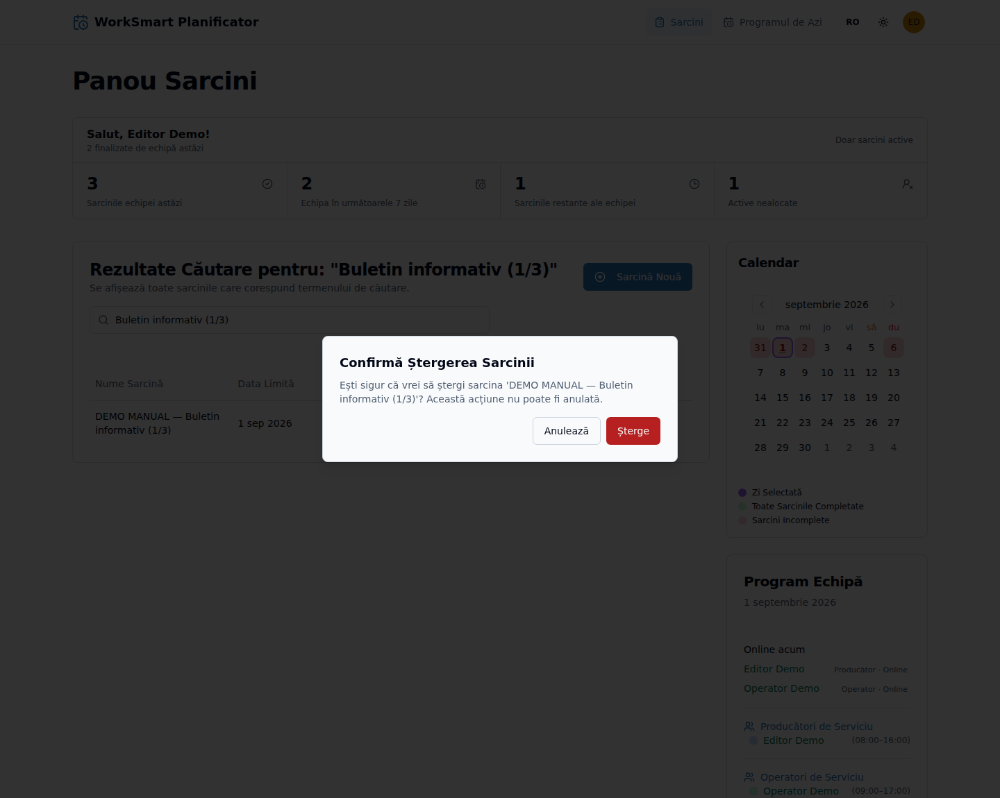 WorkSmart Planificator
Sarcini
Programul de Azi
RO
ED
Panou Sarcini
Salut, Editor Demo!
2 finalizate de echipă astăzi
Doar sarcini active
3
Sarcinile echipei astăzi
2
Echipa în următoarele 7 zile
1
Sarcinile restante ale echipei
1
Active nealocate
Rezultate Căutare pentru: "Buletin informativ (1/3)"
Se afișează toate sarcinile care corespund termenului de căutare.
Sarcină Nouă
Buletin informativ (1/3)
Nume Sarcină
Data Limită
DEMO MANUAL — Buletin
informativ (1/3)
1 sep 2026
Confirmă Ștergerea Sarcinii
Ești sigur că vrei să ștergi sarcina 'DEMO MANUAL — Buletin
informativ (1/3)'? Această acțiune nu poate fi anulată.
Anulează
Șterge
Calendar
septembrie 2026
lu ma mi jo vi sâ du
31 1 2 3 4 5 6
7 8 9 10 11 12 13
14 15 16 17 18 19 20
21 22 23 24 25 26 27
28 29 30 1 2 3 4
Zi Selectată
Toate Sarcinile Completate
Sarcini Incomplete
Program Echipă
1 septembrie 2026
Online acum
Editor Demo
Producător · Online
Operator Demo
Operator · Online
Producători de Serviciu
Editor Demo
(08:00–16:00)
Operatori de Serviciu
Operator Demo
(09:00–17:00)